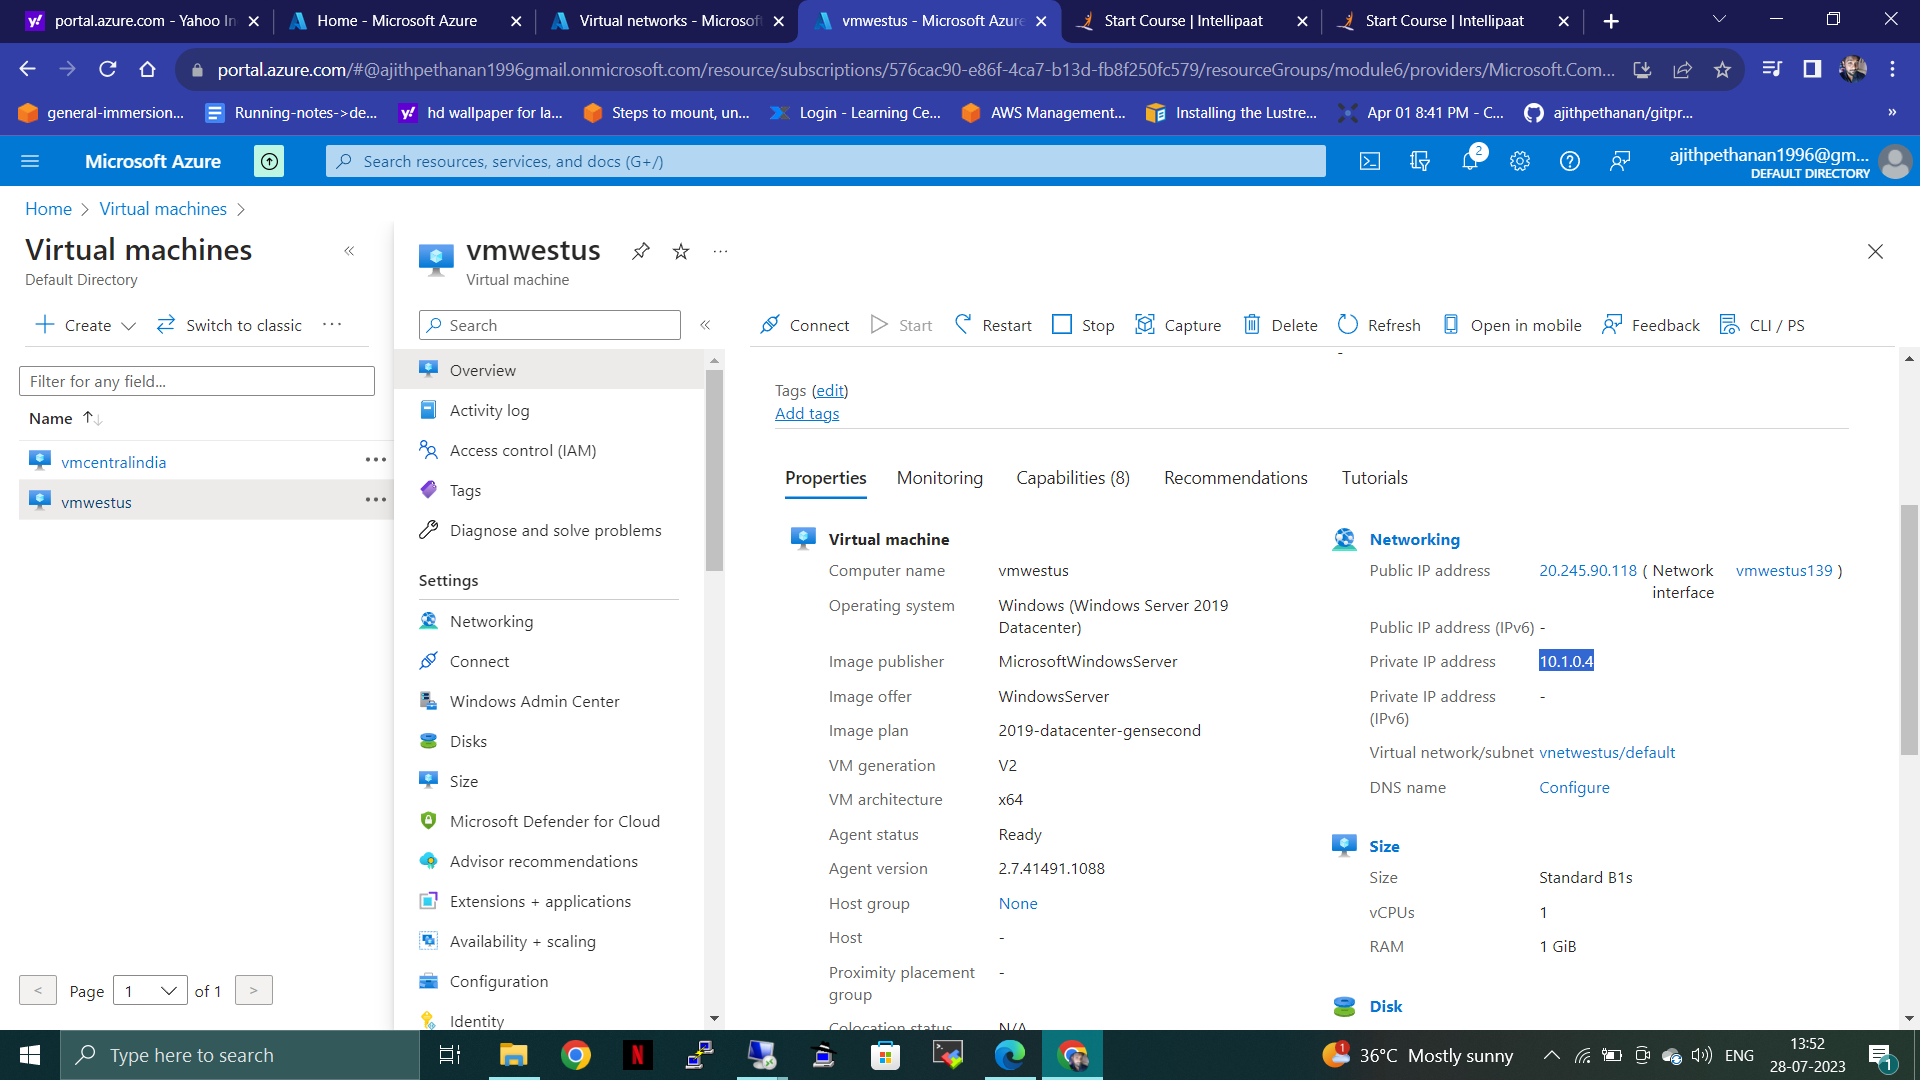 portal.azure.com - Yahoo In
Home - Microsoft Azure
Virtual networks - Microsoft
vmwestus - Microsoft Azure
Start Course | Intellipaat
Start Course | Intellipaat
portal.azure.com/#@ajithpethanan1996gmail.onmicrosoft.com/resource/subscriptions/576cac90-e86f-4ca7-b13d-fb8f250fc579/resourceGroups/module6/providers/Microsoft.Com...
general-immersion...
Running-notes->de...
hd wallpaper for la...
Steps to mount, un...
Login - Learning Ce...
AWS Management...
Installing the Lustre...
Apr 01 8:41 PM - C...
ajithpethanan/gitpr...
»
Microsoft Azure
Search resources, services, and docs (G+/)
2
ajithpethanan1996@gm...
DEFAULT DIRECTORY
Home > Virtual machines >
Virtual machines
Default Directory
«
Create
Switch to classic
...
Filter for any field...
Name ↑↓
vmcentralindia
...
vmwestus
...
< Page 1 of 1 >
vmwestus
...
Virtual machine
Search
«
Overview
Activity log
Access control (IAM)
Tags
Diagnose and solve problems
Settings
Networking
Connect
Windows Admin Center
Disks
Size
Microsoft Defender for Cloud
Advisor recommendations
Extensions + applications
Availability + scaling
Configuration
Identity
Connect
Start
Restart
Stop
Capture
Delete
Refresh
Open in mobile
Feedback
CLI / PS
-
Tags (edit)
Add tags
Properties
Monitoring
Capabilities (8)
Recommendations
Tutorials
Virtual machine
Computer name vmwestus
Operating system Windows (Windows Server 2019
Datacenter)
Image publisher MicrosoftWindowsServer
Image offer WindowsServer
Image plan 2019-datacenter-gensecond
VM generation V2
VM architecture x64
Agent status Ready
Agent version 2.7.41491.1088
Host group None
Host -
Proximity placement -
group
Colocation status N/A
Networking
Public IP address 20.245.90.118 ( Network vmwestus139 )
interface
Public IP address (IPv6) -
Private IP address 10.1.0.4
Private IP address -
(IPv6)
Virtual network/subnet vnetwestus/default
DNS name Configure
Size
Size Standard B1s
vCPUs 1
RAM 1 GiB
Disk
Type here to search
1
36°C Mostly sunny
ENG
13:52
28-07-2023
1